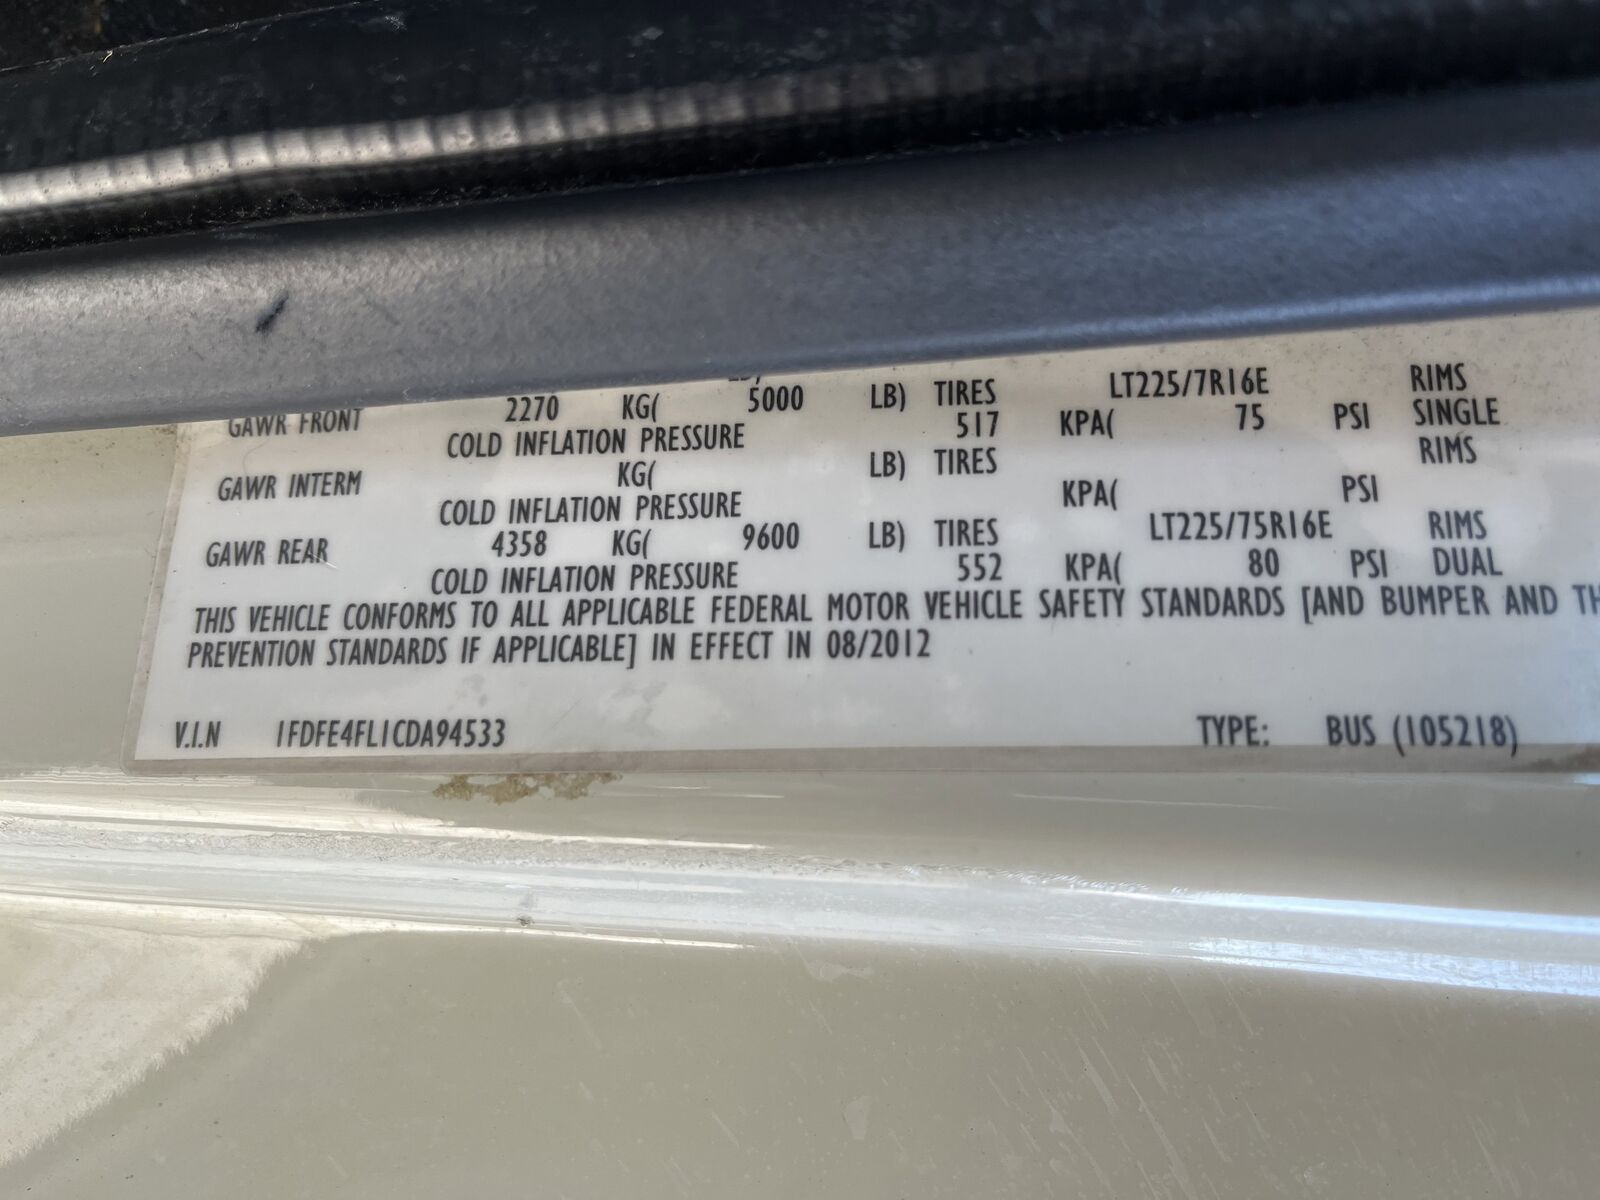 GAWR FRONT 2270 KG( 5000 LB) TIRES LT225/7R16E RIMS
COLD INFLATION PRESSURE 517 KPA( 75 PSI SINGLE
GAWR INTERM KG( LB) TIRES RIMS
COLD INFLATION PRESSURE KPA( PSI
GAWR REAR 4358 KG( 9600 LB) TIRES LT225/75R16E RIMS
COLD INFLATION PRESSURE 552 KPA( 80 PSI DUAL
THIS VEHICLE CONFORMS TO ALL APPLICABLE FEDERAL MOTOR VEHICLE SAFETY STANDARDS [AND BUMPER AND TH
PREVENTION STANDARDS IF APPLICABLE] IN EFFECT IN 08/2012
V.I.N 1FDFE4FL1CDA94533 TYPE: BUS (105218)